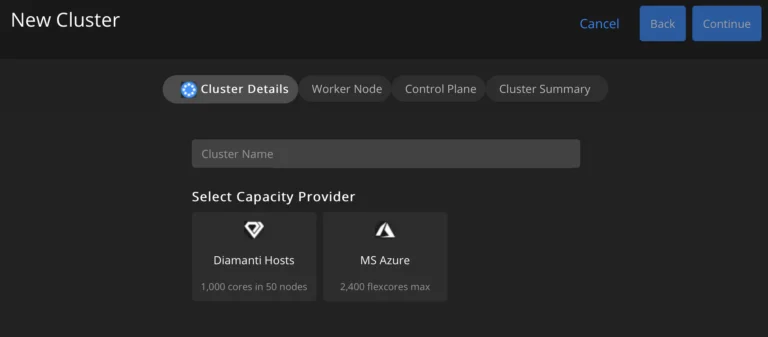 New Cluster
Cancel
Back
Continue
Cluster Details
Worker Node
Control Plane
Cluster Summary
Cluster Name
Select Capacity Provider
Diamanti Hosts
1,000 cores in 50 nodes
MS Azure
2,400 flexcores max